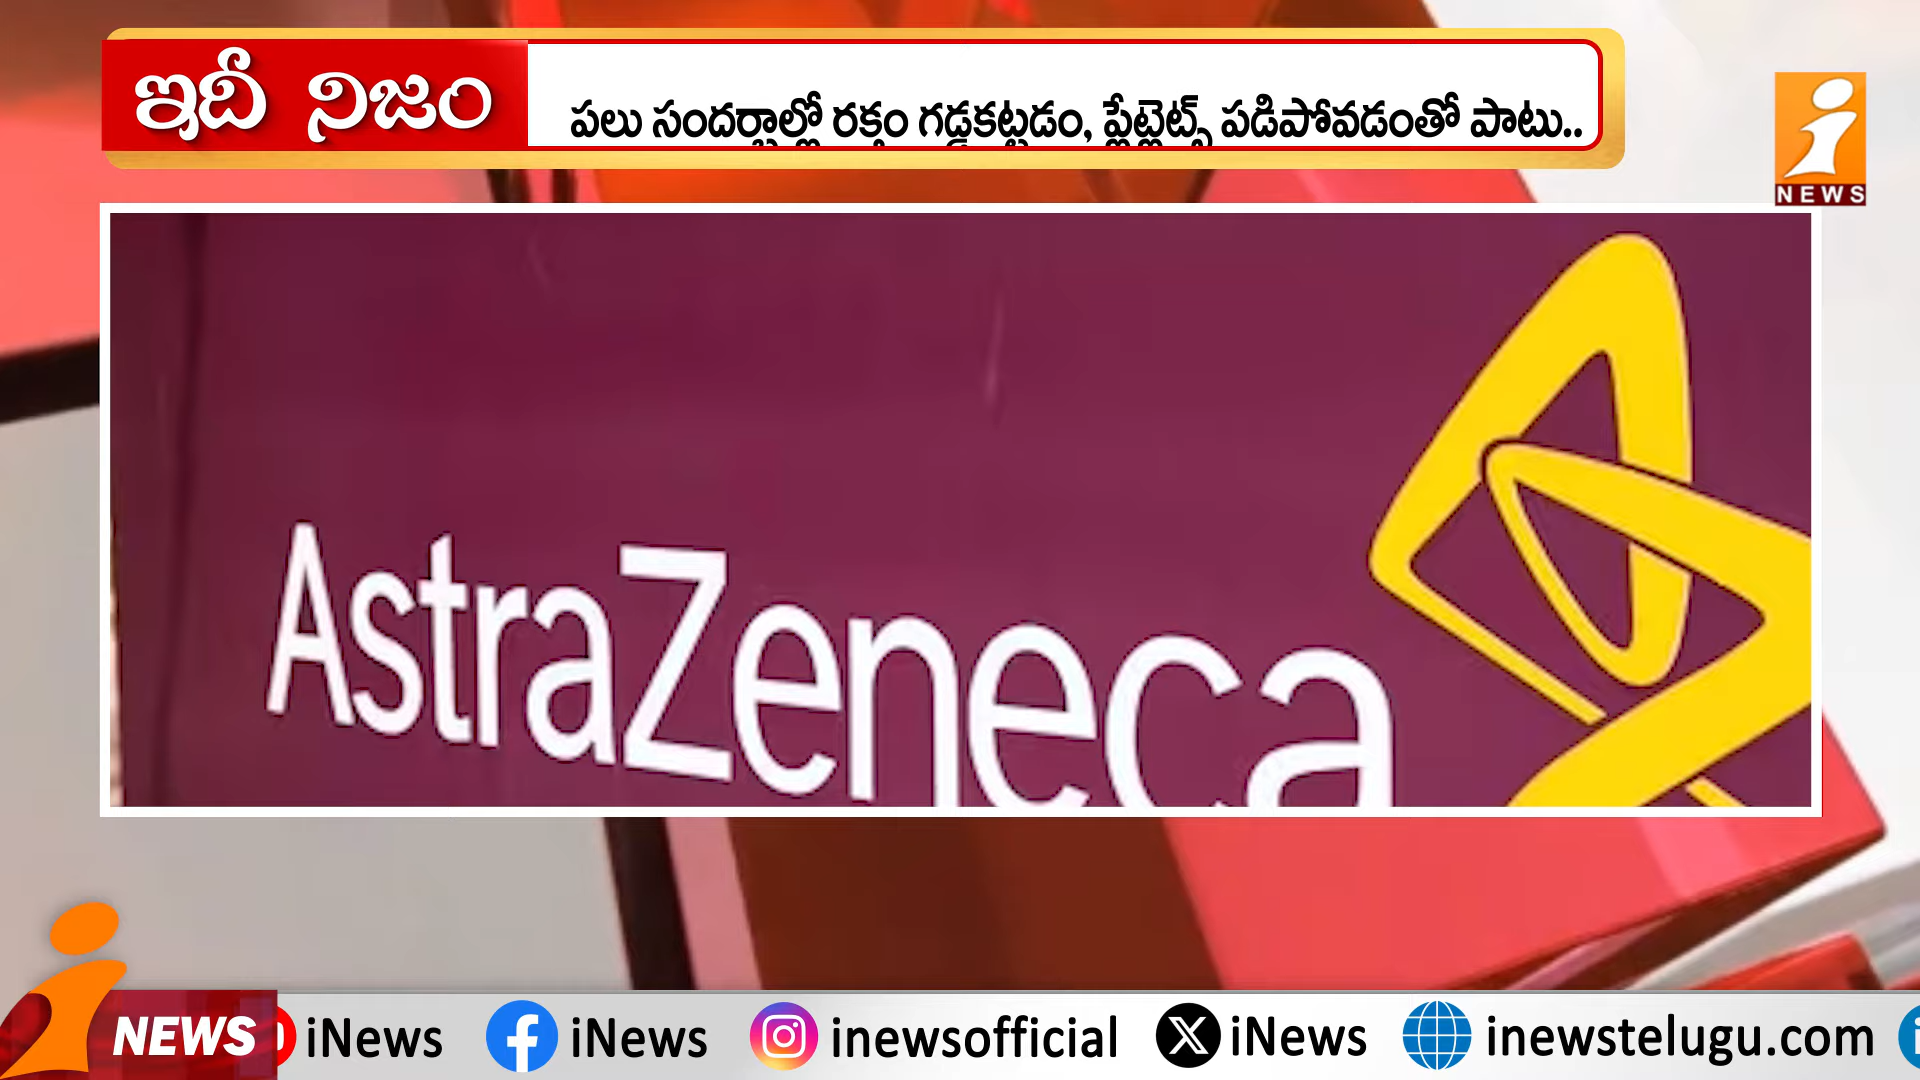 ఇదీ నిజం
పలు సందర్భాల్లో రక్తం గడ్డకట్టడం, ప్లేట్లెట్స్ పడిపోవడంతో పాటు..
i NEWS
AstraZeneca
i NEWS
iNews iNews inewsofficial iNews inewstelugu.com